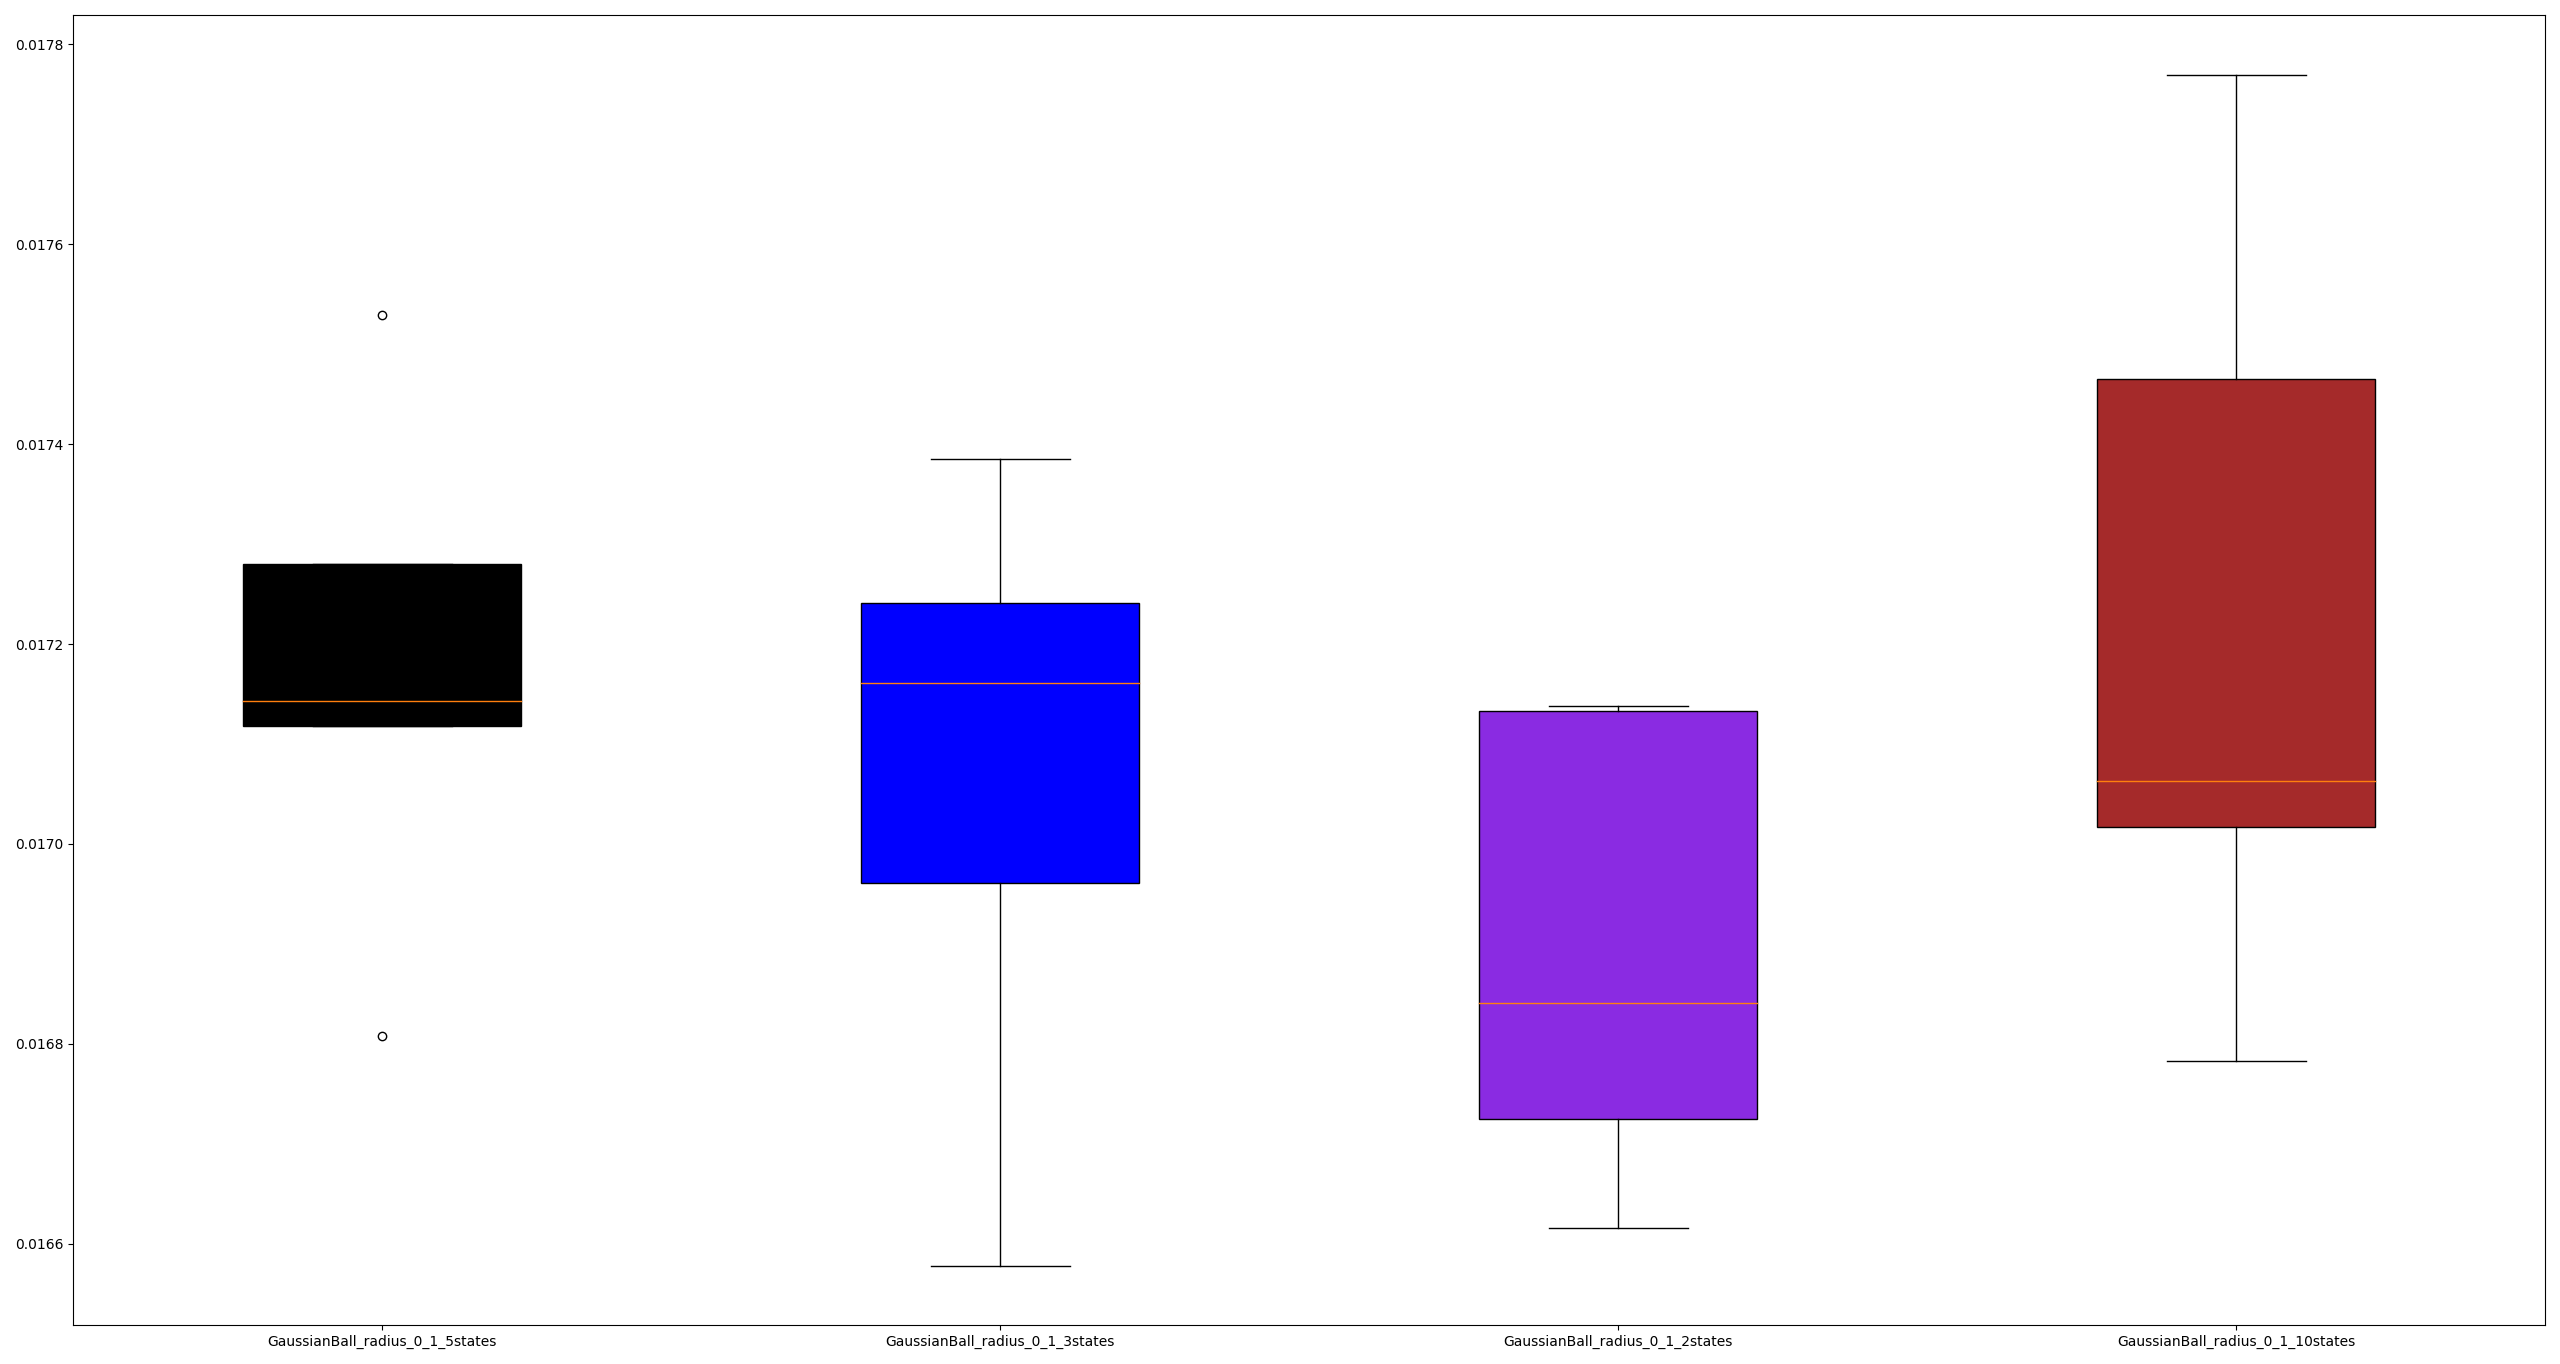 0.0178
0.0176
0.0174
0.0172
0.0170
0.0168
0.0166
GaussianBall_radius_0_1_5states
GaussianBall_radius_0_1_3states
GaussianBall_radius_0_1_2states
GaussianBall_radius_0_1_10states